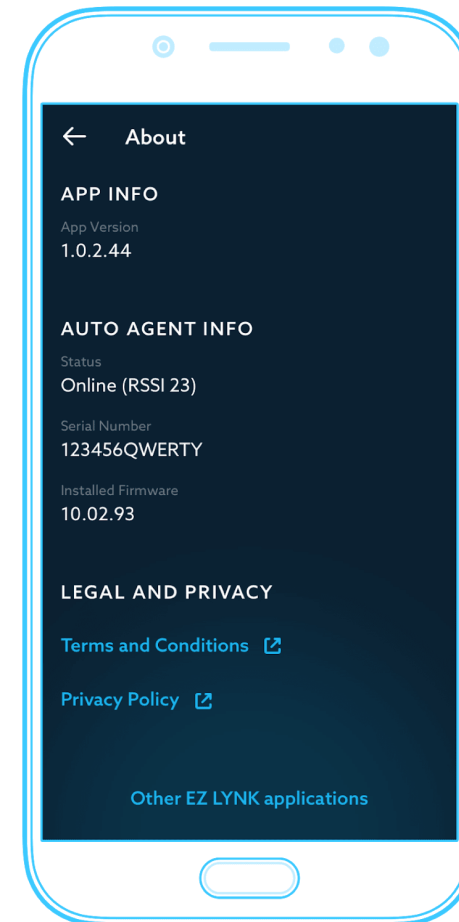 About
APP INFO
App Version
1.0.2.44
AUTO AGENT INFO
Status
Online (RSSI 23)
Serial Number
123456QWERTY
Installed Firmware
10.02.93
LEGAL AND PRIVACY
Terms and Conditions
Privacy Policy
Other EZ LYNK applications